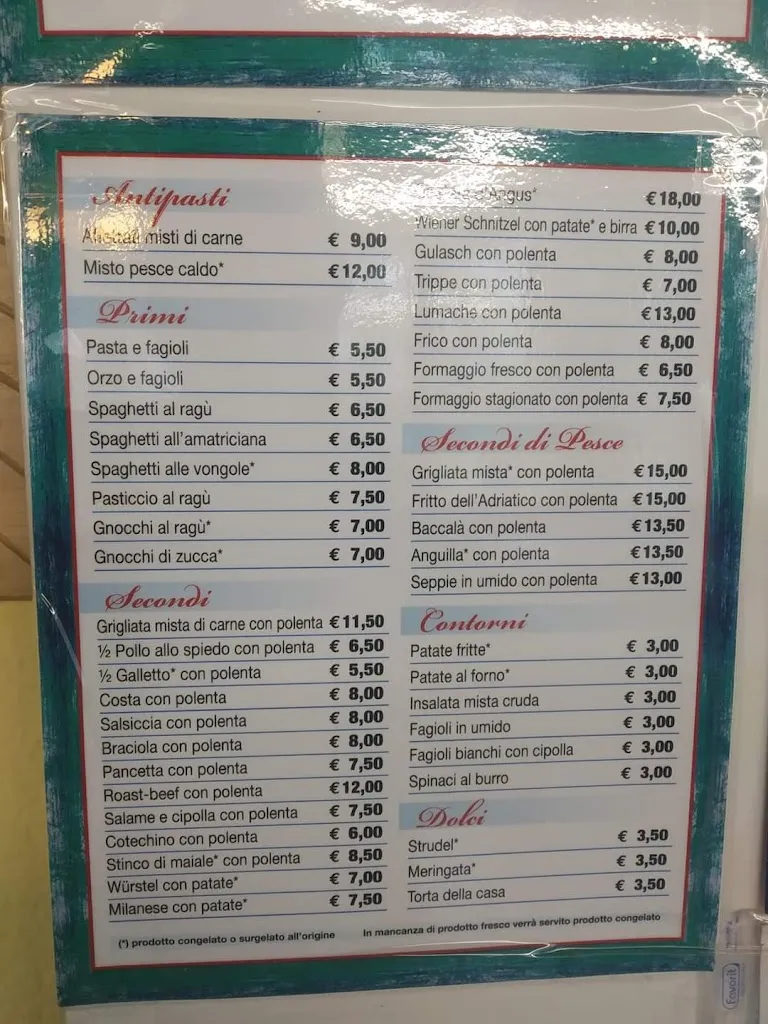 Antipasti
Affettati misti di carne € 9,00
Misto pesce caldo* €12,00
Primi
Pasta e fagioli € 5,50
Orzo e fagioli € 5,50
Spaghetti al ragù € 6,50
Spaghetti all'amatriciana € 6,50
Spaghetti alle vongole* € 8,00
Pasticcio al ragù € 7,50
Gnocchi al ragù* € 7,00
Gnocchi di zucca* € 7,00
Secondi
Grigliata mista di carne con polenta €11,50
½ Pollo allo spiedo con polenta € 6,50
½ Galletto* con polenta € 5,50
Costa con polenta € 8,00
Salsiccia con polenta € 8,00
Braciola con polenta € 8,00
Pancetta con polenta € 7,50
Roast-beef con polenta €12,00
Salame e cipolla con polenta € 7,50
Cotechino con polenta € 6,00
Stinco di maiale* con polenta € 8,50
Würstel con patate* € 7,00
Milanese con patate* € 7,50
d'Angus* €18,00
Wiener Schnitzel con patate* e birra €10,00
Gulasch con polenta € 8,00
Trippe con polenta € 7,00
Lumache con polenta €13,00
Frico con polenta € 8,00
Formaggio fresco con polenta € 6,50
Formaggio stagionato con polenta € 7,50
Secondi di Pesce
Grigliata mista* con polenta €15,00
Fritto dell'Adriatico con polenta €15,00
Baccalà con polenta €13,50
Anguilla* con polenta €13,50
Seppie in umido con polenta €13,00
Contorni
Patate fritte* € 3,00
Patate al forno* € 3,00
Insalata mista cruda € 3,00
Fagioli in umido € 3,00
Fagioli bianchi con cipolla € 3,00
Spinaci al burro € 3,00
Dolci
Strudel* € 3,50
Meringata* € 3,50
Torta della casa € 3,50
(*) prodotto congelato o surgelato all'origine In mancanza di prodotto fresco verrà servito prodotto congelato
Favorit